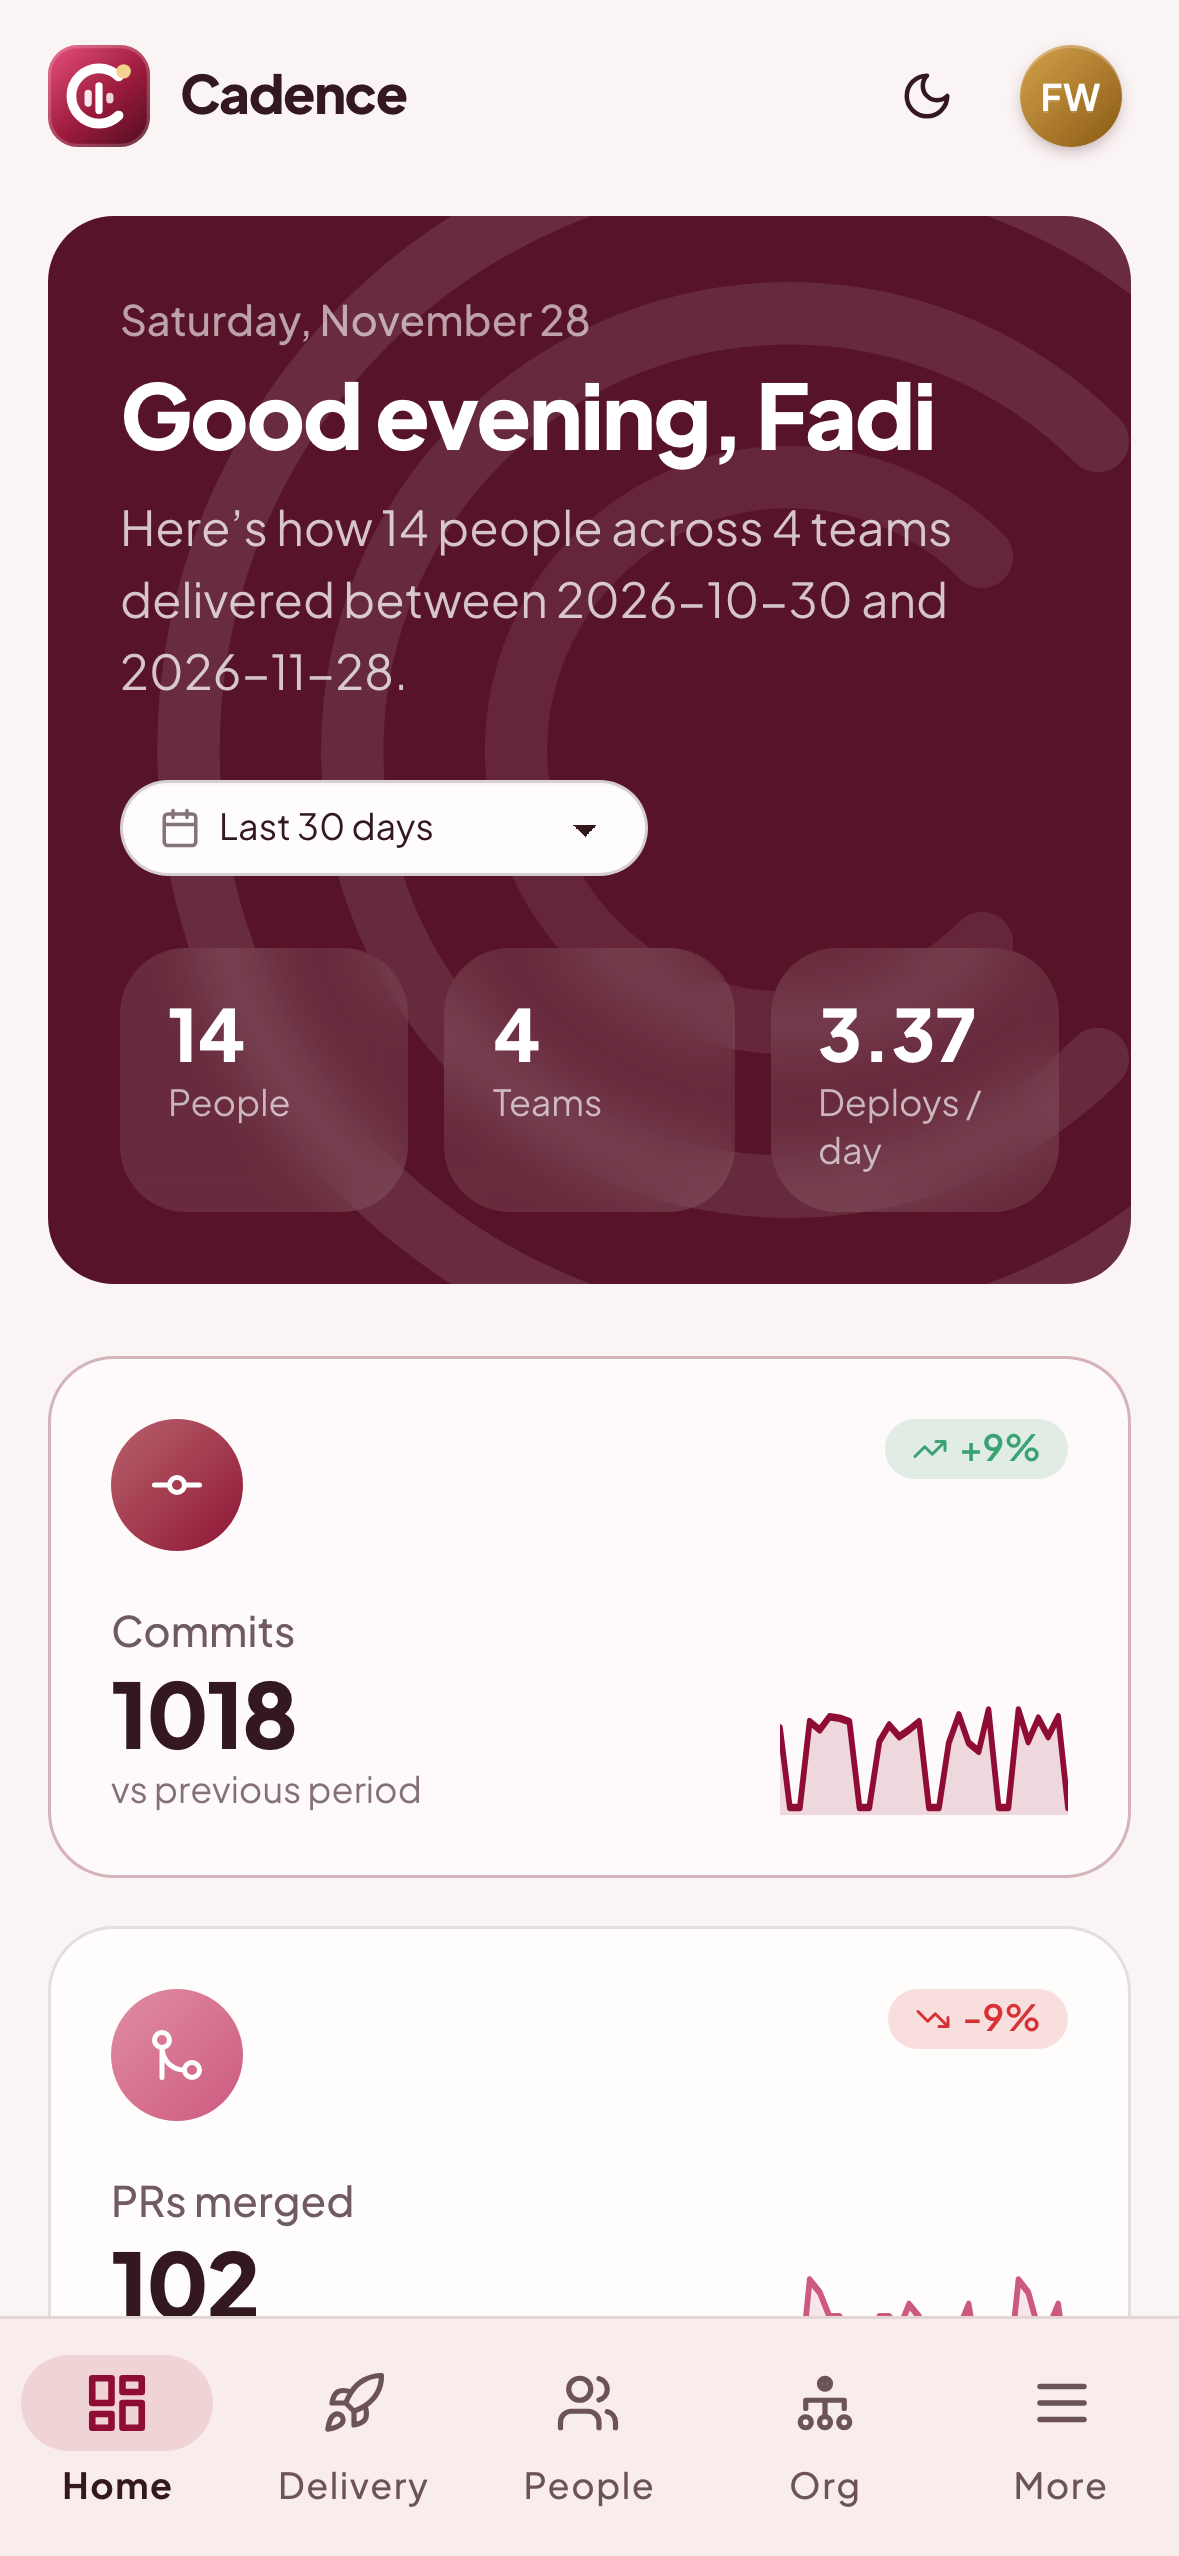 Cadence
FW
Saturday, November 28
Good evening, Fadi
Here’s how 14 people across 4 teams
delivered between 2026-10-30 and
2026-11-28.
Last 30 days
14
People
4
Teams
3.37
Deploys /
day
+9%
Commits
1018
vs previous period
-9%
PRs merged
102
Home
Delivery
People
Org
More